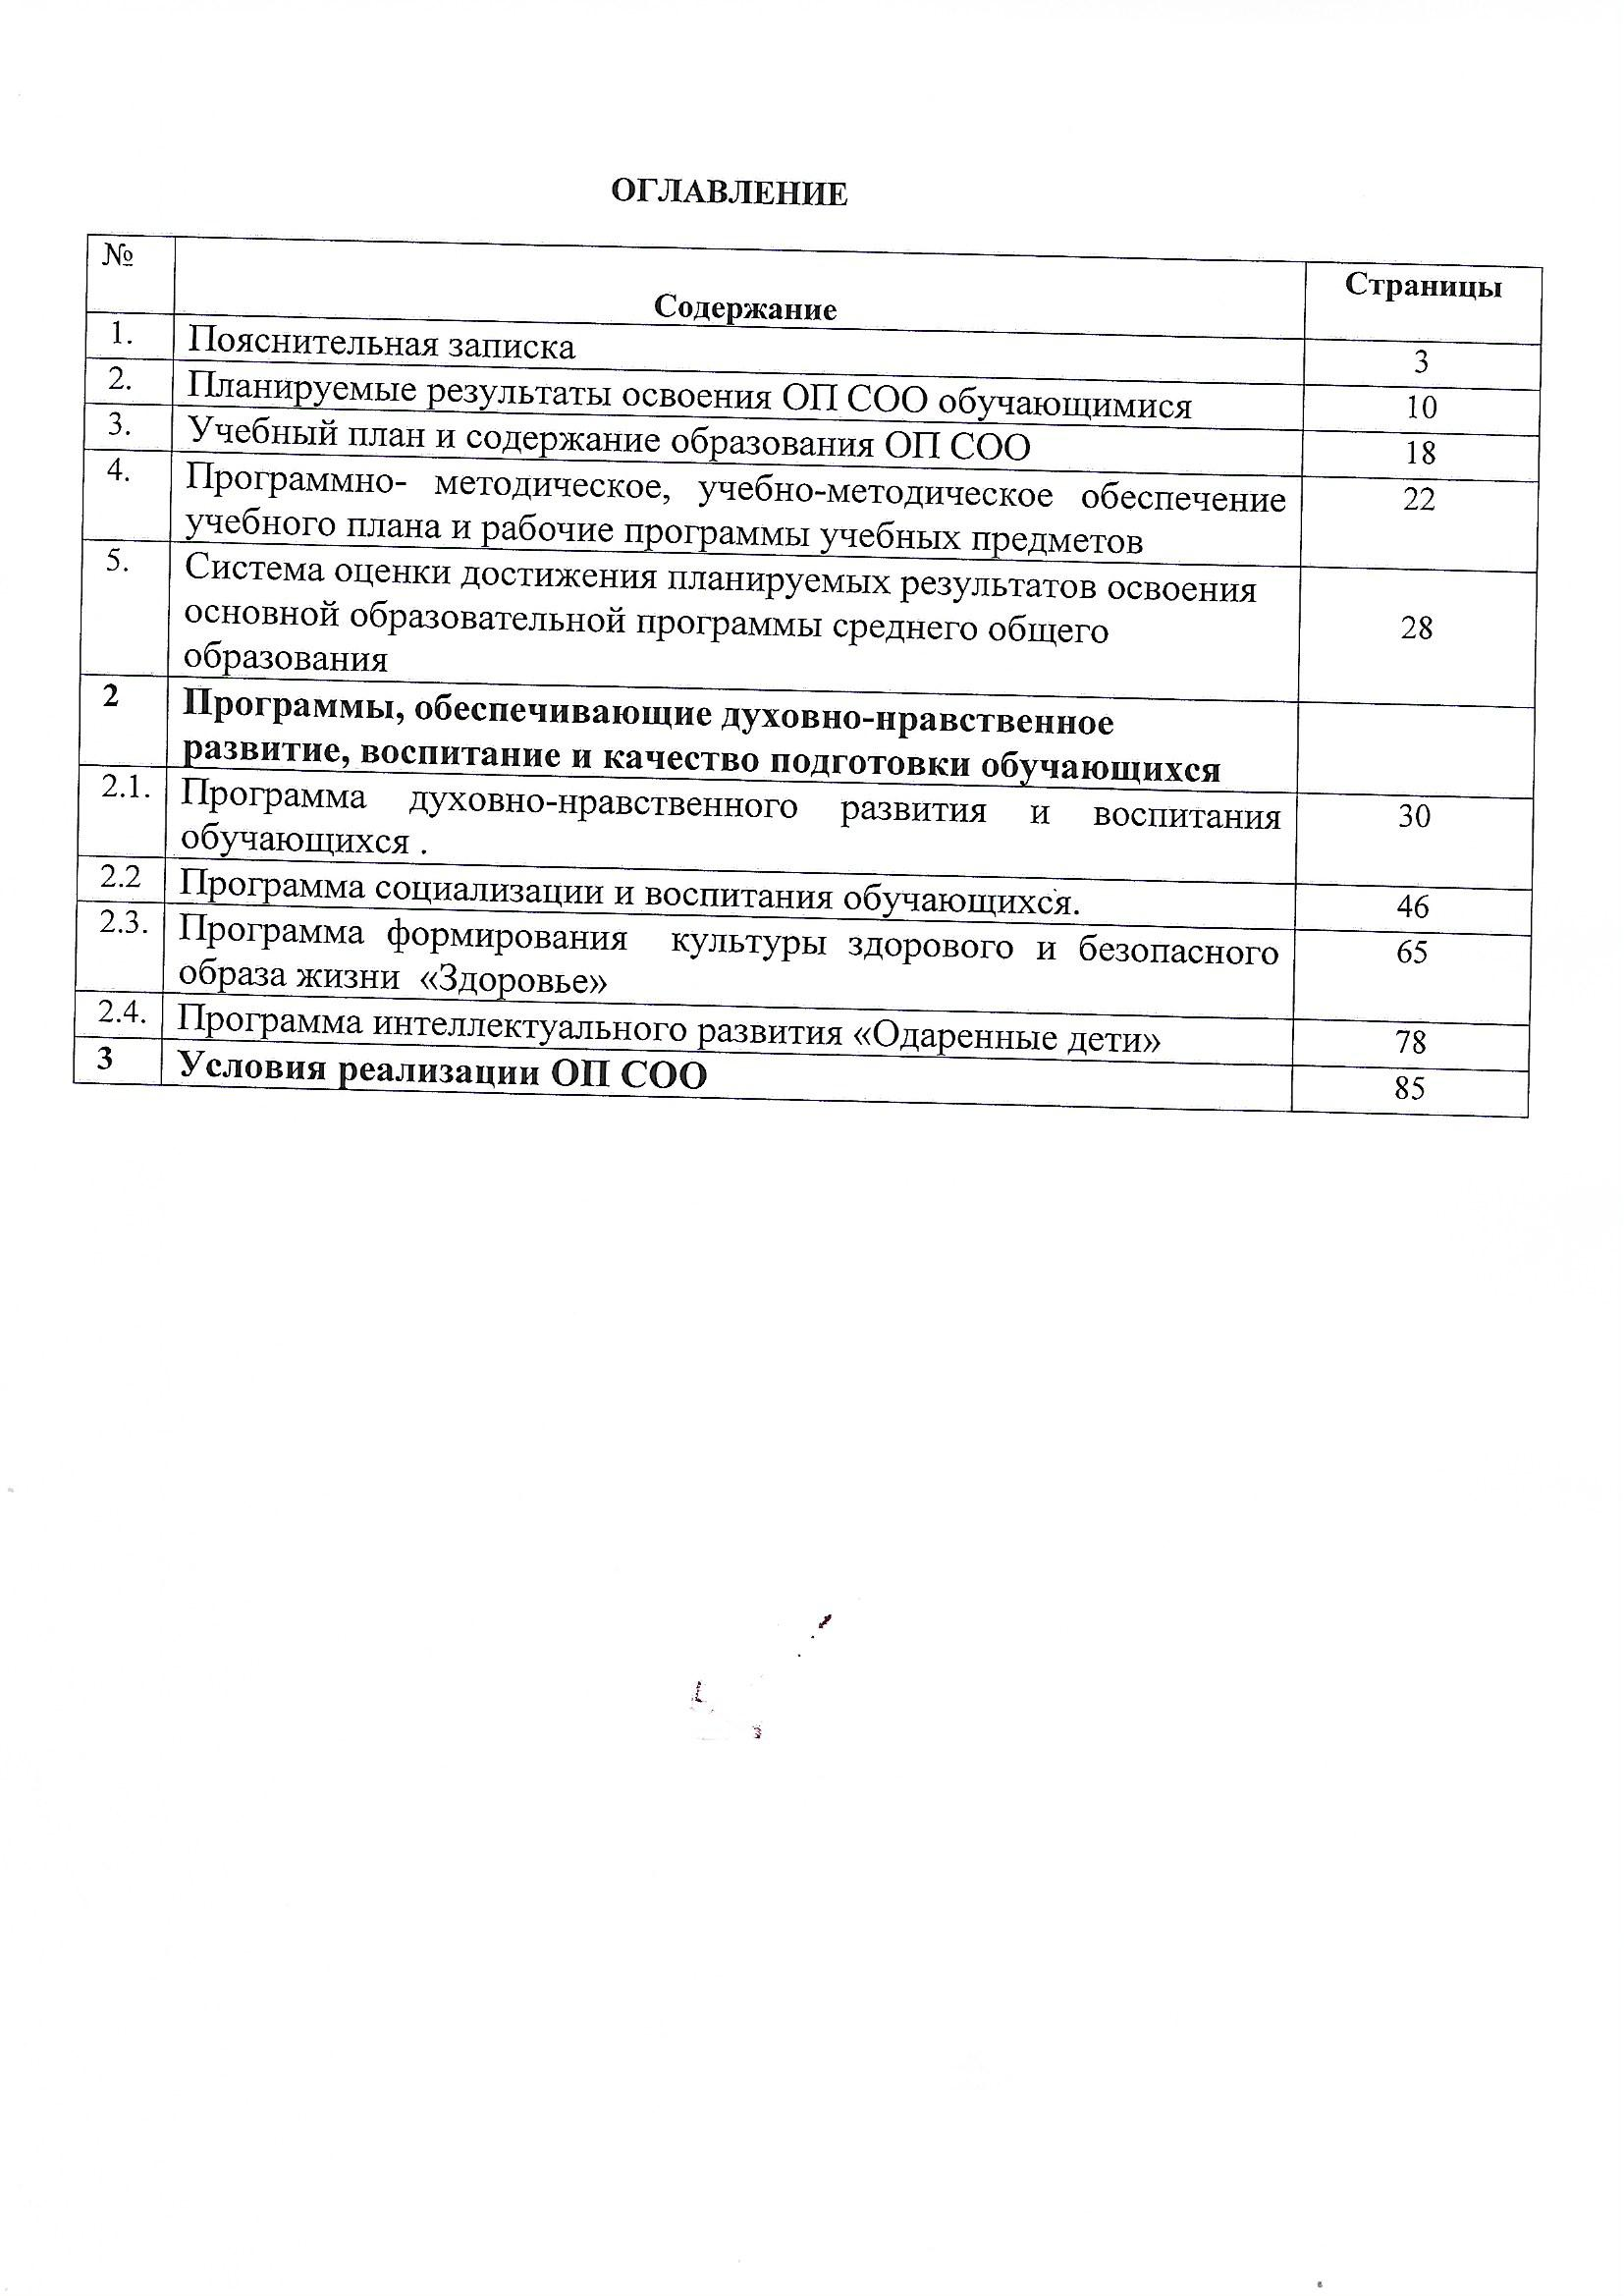 ОГЛАВЛЕНИЕ
№ Содержание Страницы
1. Пояснительная записка 3
2. Планируемые результаты освоения ОП СОО обучающимися 10
3. Учебный план и содержание образования ОП СОО 18
4. Программно- методическое, учебно-методическое обеспечение 22
учебного плана и рабочие программы учебных предметов
5. Система оценки достижения планируемых результатов освоения
основной образовательной программы среднего общего 28
образования
2 Программы, обеспечивающие духовно-нравственное
развитие, воспитание и качество подготовки обучающихся
2.1. Программа духовно-нравственного развития и воспитания 30
обучающихся .
2.2 Программа социализации и воспитания обучающихся. 46
2.3. Программа формирования культуры здорового и безопасного 65
образа жизни «Здоровье»
2.4. Программа интеллектуального развития «Одаренные дети» 78
3 Условия реализации ОП СОО 85